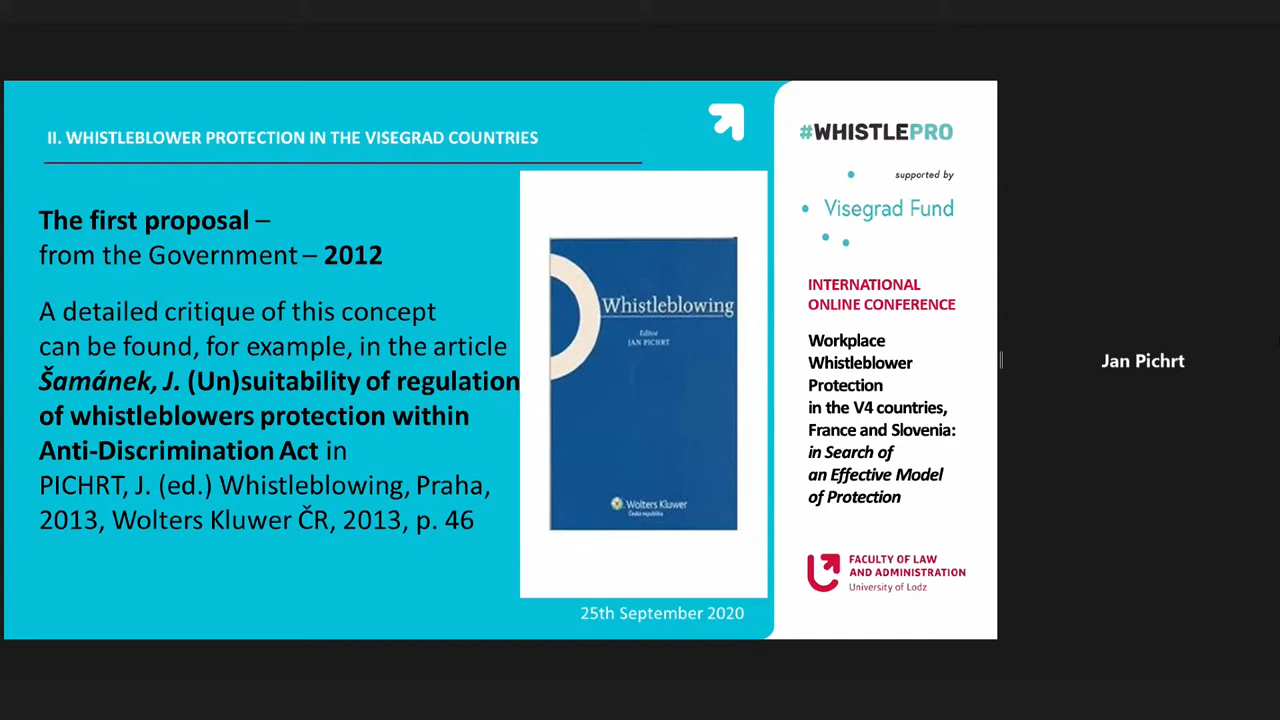 II. WHISTLEBLOWER PROTECTION IN THE VISEGRAD COUNTRIES
The first proposal –
from the Government – 2012
A detailed critique of this concept
can be found, for example, in the article
Šamánek, J. (Un)suitability of regulation
of whistleblowers protection within
Anti-Discrimination Act in
PICHRT, J. (ed.) Whistleblowing, Praha,
2013, Wolters Kluwer ČR, 2013, p. 46
Whistleblowing
Editor
JAN PICHRT
Wolters Kluwer
Česká republika
25th September 2020
#WHISTLEPRO
supported by
Visegrad Fund
INTERNATIONAL
ONLINE CONFERENCE
Workplace
Whistleblower
Protection
in the V4 countries,
France and Slovenia:
in Search of
an Effective Model
of Protection
FACULTY OF LAW
AND ADMINISTRATION
University of Lodz
Jan Pichrt